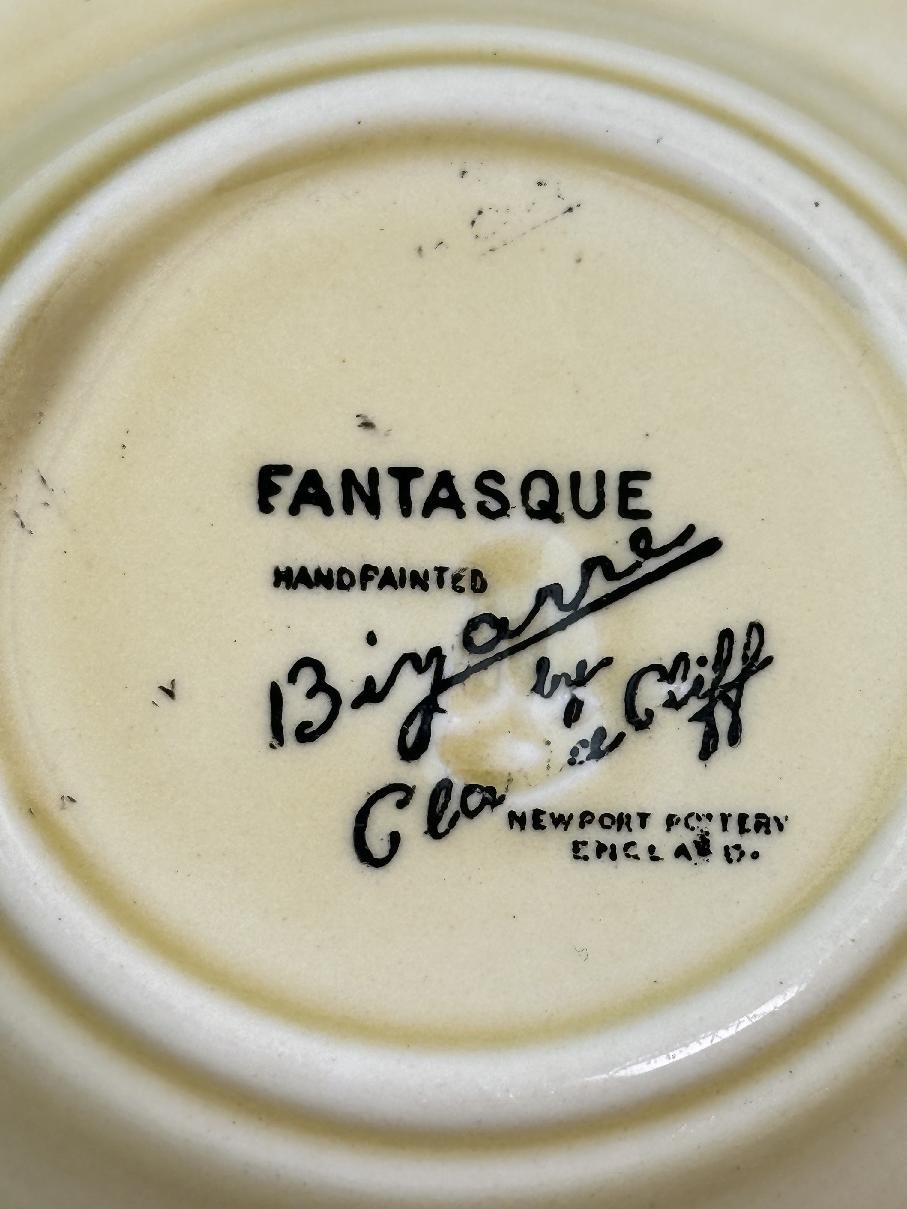 FANTASQUE
HANDPAINTED
Bizarre
by
Clarice Cliff
NEWPORT POTTERY
ENGLAND.